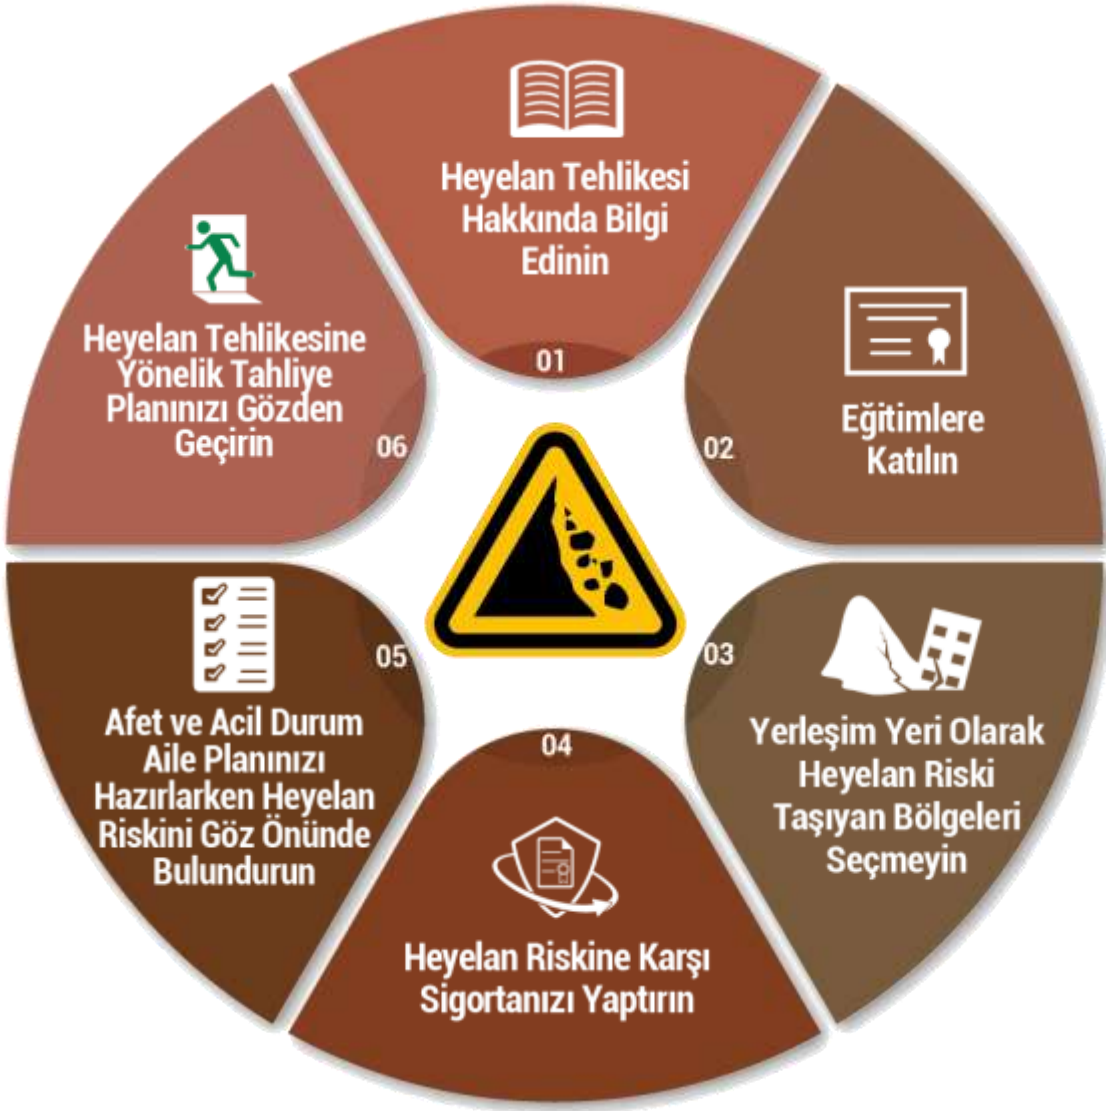 Heyelan Tehlikesi
Hakkında Bilgi
Edinin
01
Eğitimlere
Katılın
02
Yerleşim Yeri Olarak
Heyelan Riski
Taşıyan Bölgeleri
Seçmeyin
03
04
Heyelan Riskine Karşı
Sigortanızı Yaptırın
05
Afet ve Acil Durum
Aile Planınızı
Hazırlarken Heyelan
Riskini Göz Önünde
Bulundurun
Heyelan Tehlikesine
Yönelik Tahliye
Planınızı Gözden
Geçirin
06